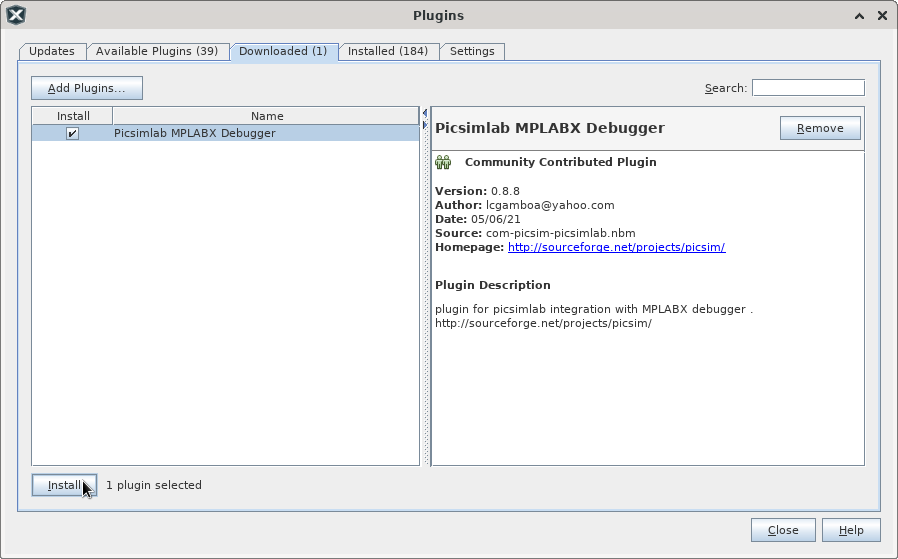 Plugins
Updates
Available Plugins (39)
Downloaded (1)
Installed (184)
Settings
Add Plugins...
Search:
Install
Name
Picsimlab MPLABX Debugger
Picsimlab MPLABX Debugger
Remove
Community Contributed Plugin
Version: 0.8.8
Author: lcgamboa@yahoo.com
Date: 05/06/21
Source: com-picsim-picsimlab.nbm
Homepage: http://sourceforge.net/projects/picsim/
Plugin Description
plugin for picsimlab integration with MPLABX debugger .
http://sourceforge.net/projects/picsim/
Install
1 plugin selected
Close
Help